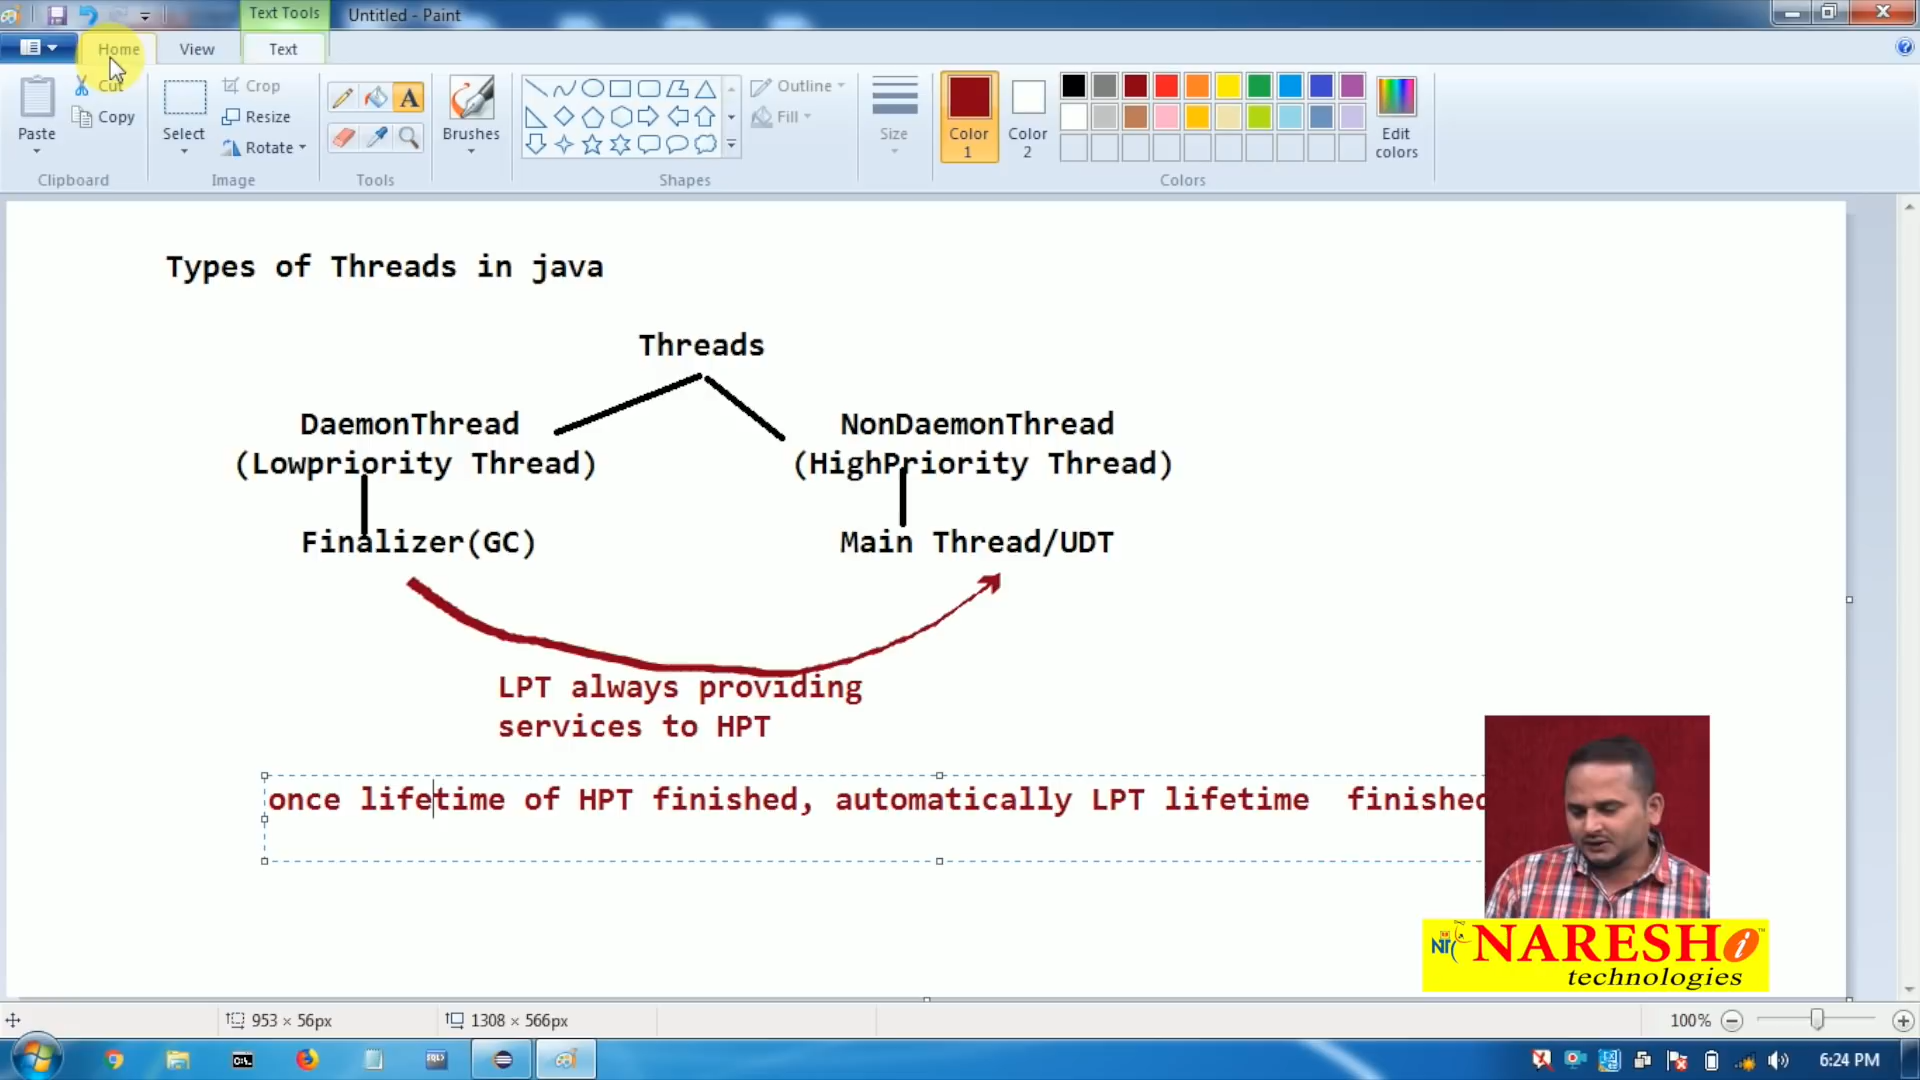 Text Tools
Untitled - Paint
Home
View
Text
Paste
Cut
Copy
Clipboard
Select
Crop
Resize
Rotate
Image
Tools
Brushes
Shapes
Outline
Fill
Size
Color
1
Color
2
Edit
colors
Colors
Types of Threads in java
Threads
DaemonThread
(Lowpriority Thread)
NonDaemonThread
(HighPriority Thread)
Finalizer(GC)
Main Thread/UDT
LPT always providing
services to HPT
once lifetime of HPT finished, automatically LPT lifetime finished
NARESH i
technologies
953 × 56px
1308 × 566px
100%
6:24 PM